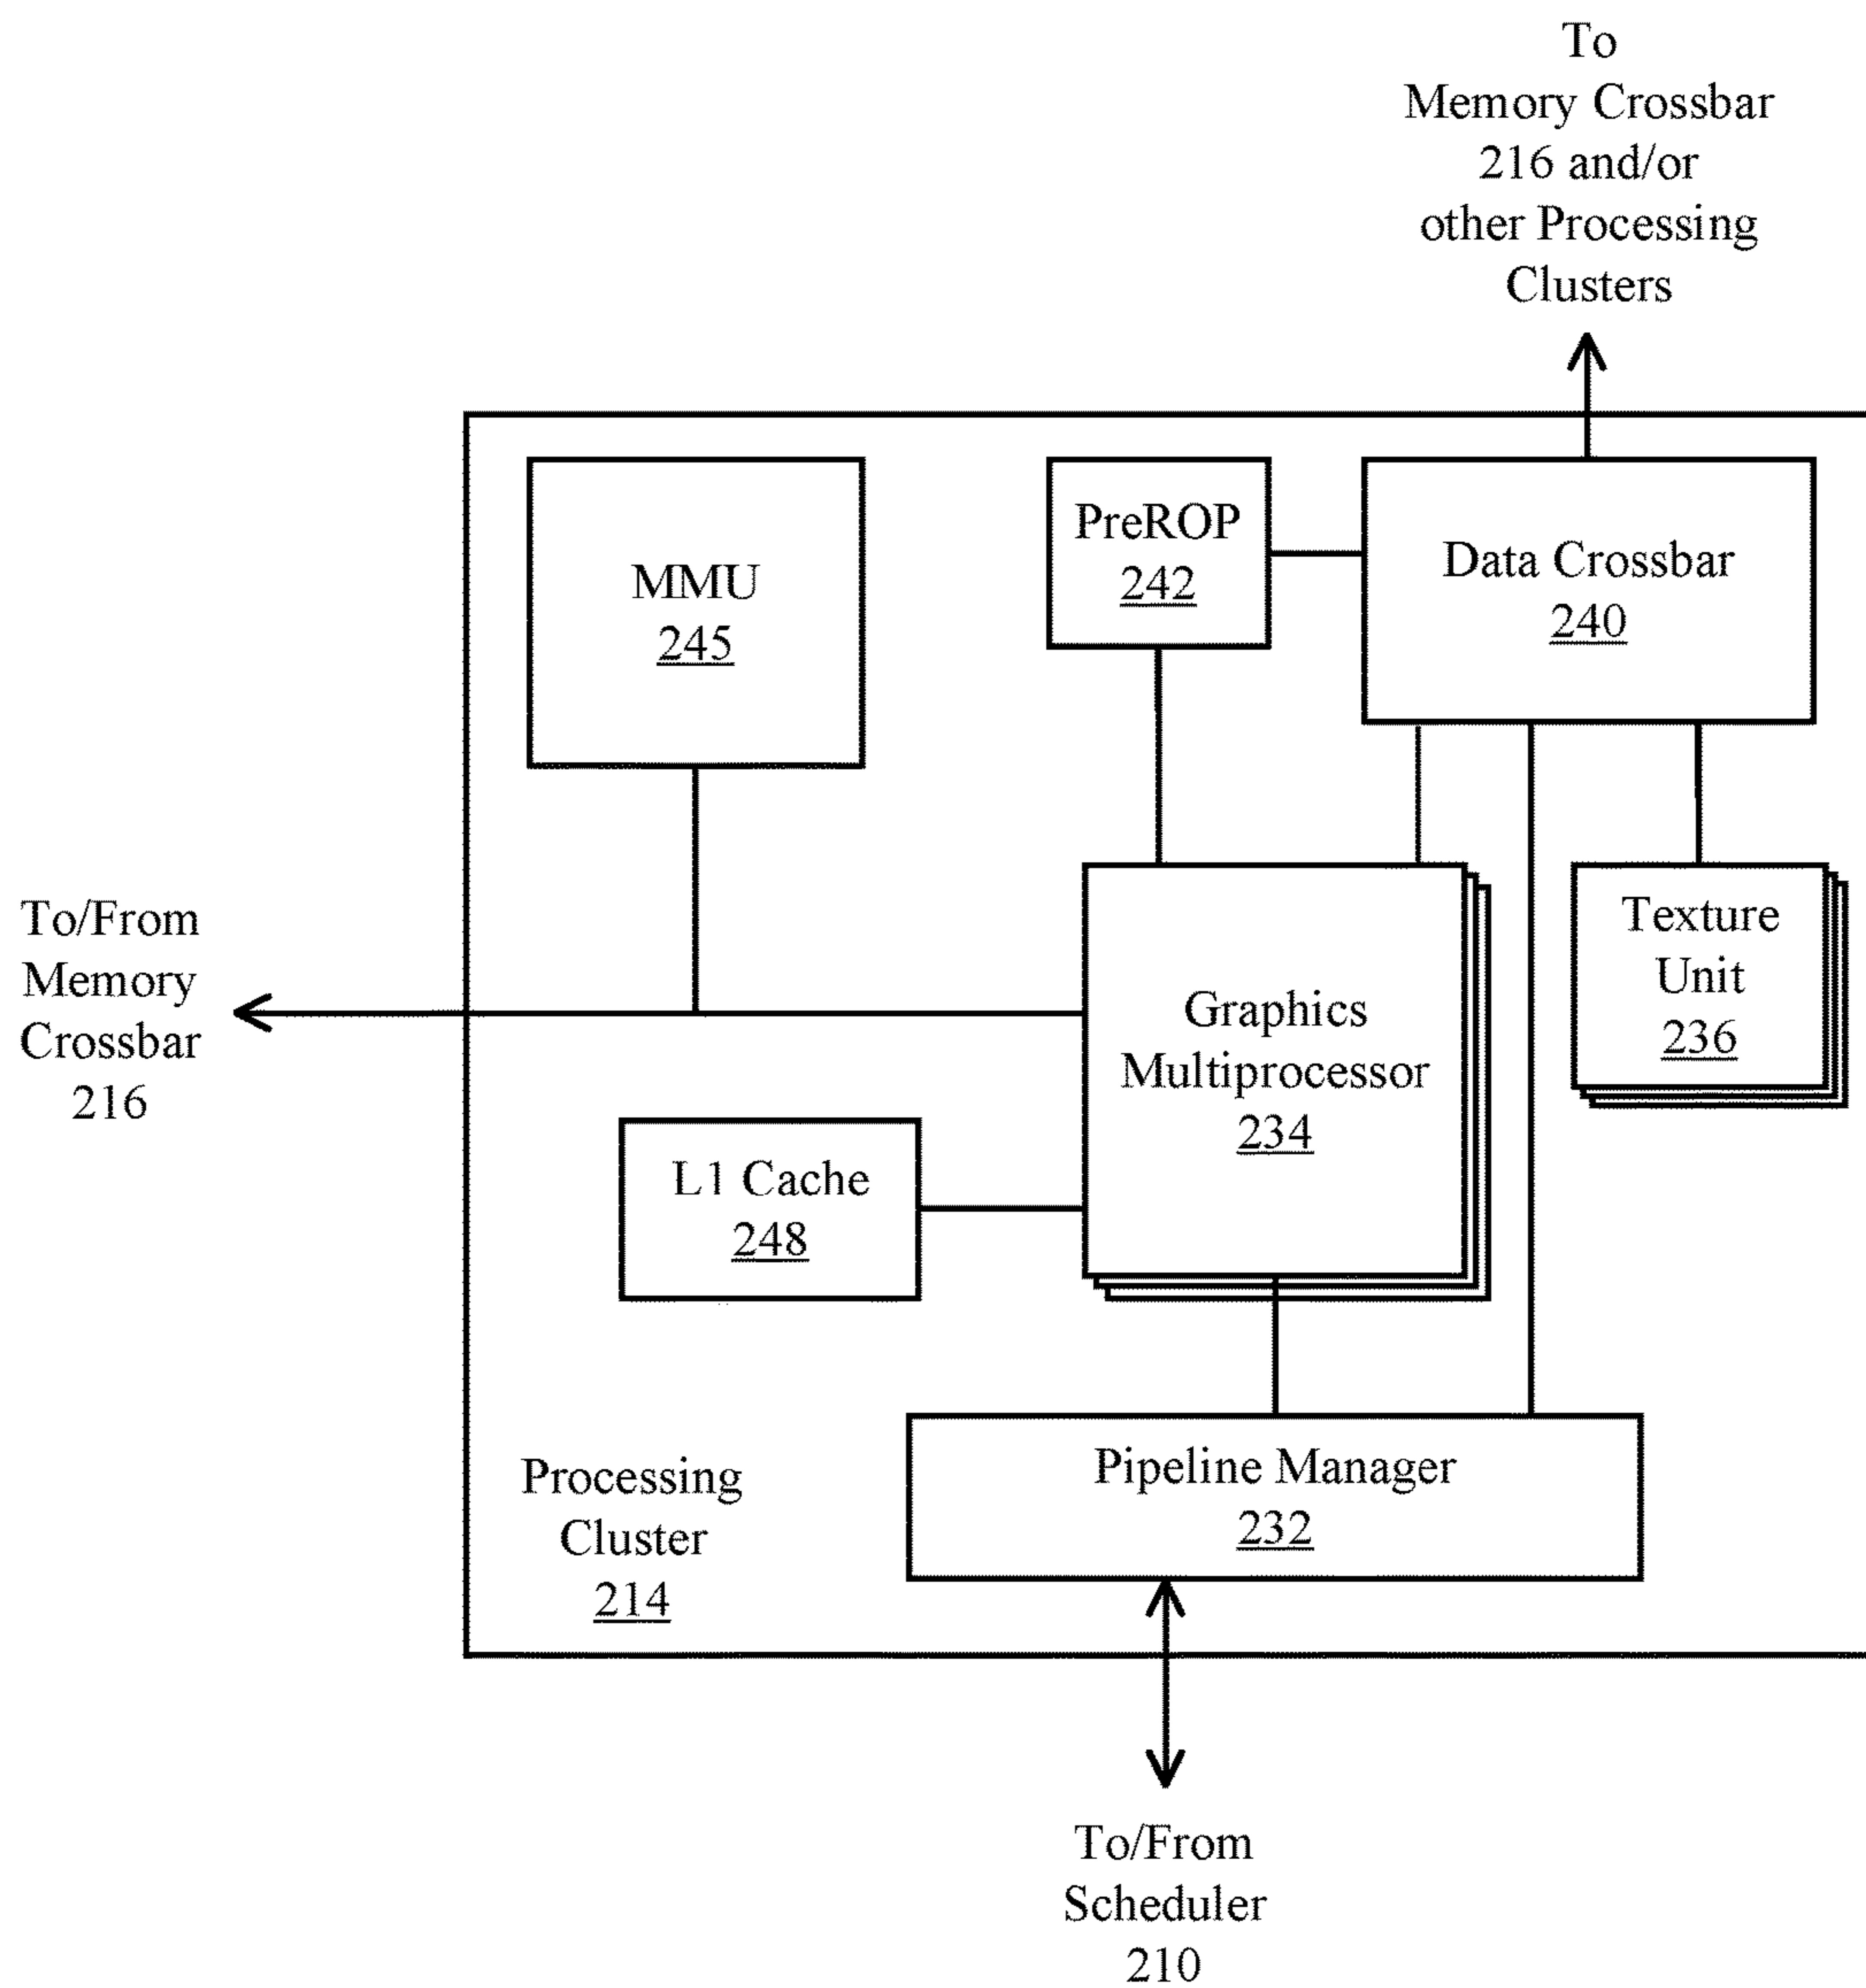 To
Memory Crossbar
216 and/or
other Processing
Clusters
MMU
245
PreROP
242
Data Crossbar
240
To/From
Memory
Crossbar
216
Graphics
Multiprocessor
234
Texture
Unit
236
L1 Cache
248
Processing
Cluster
214
Pipeline Manager
232
To/From
Scheduler
210